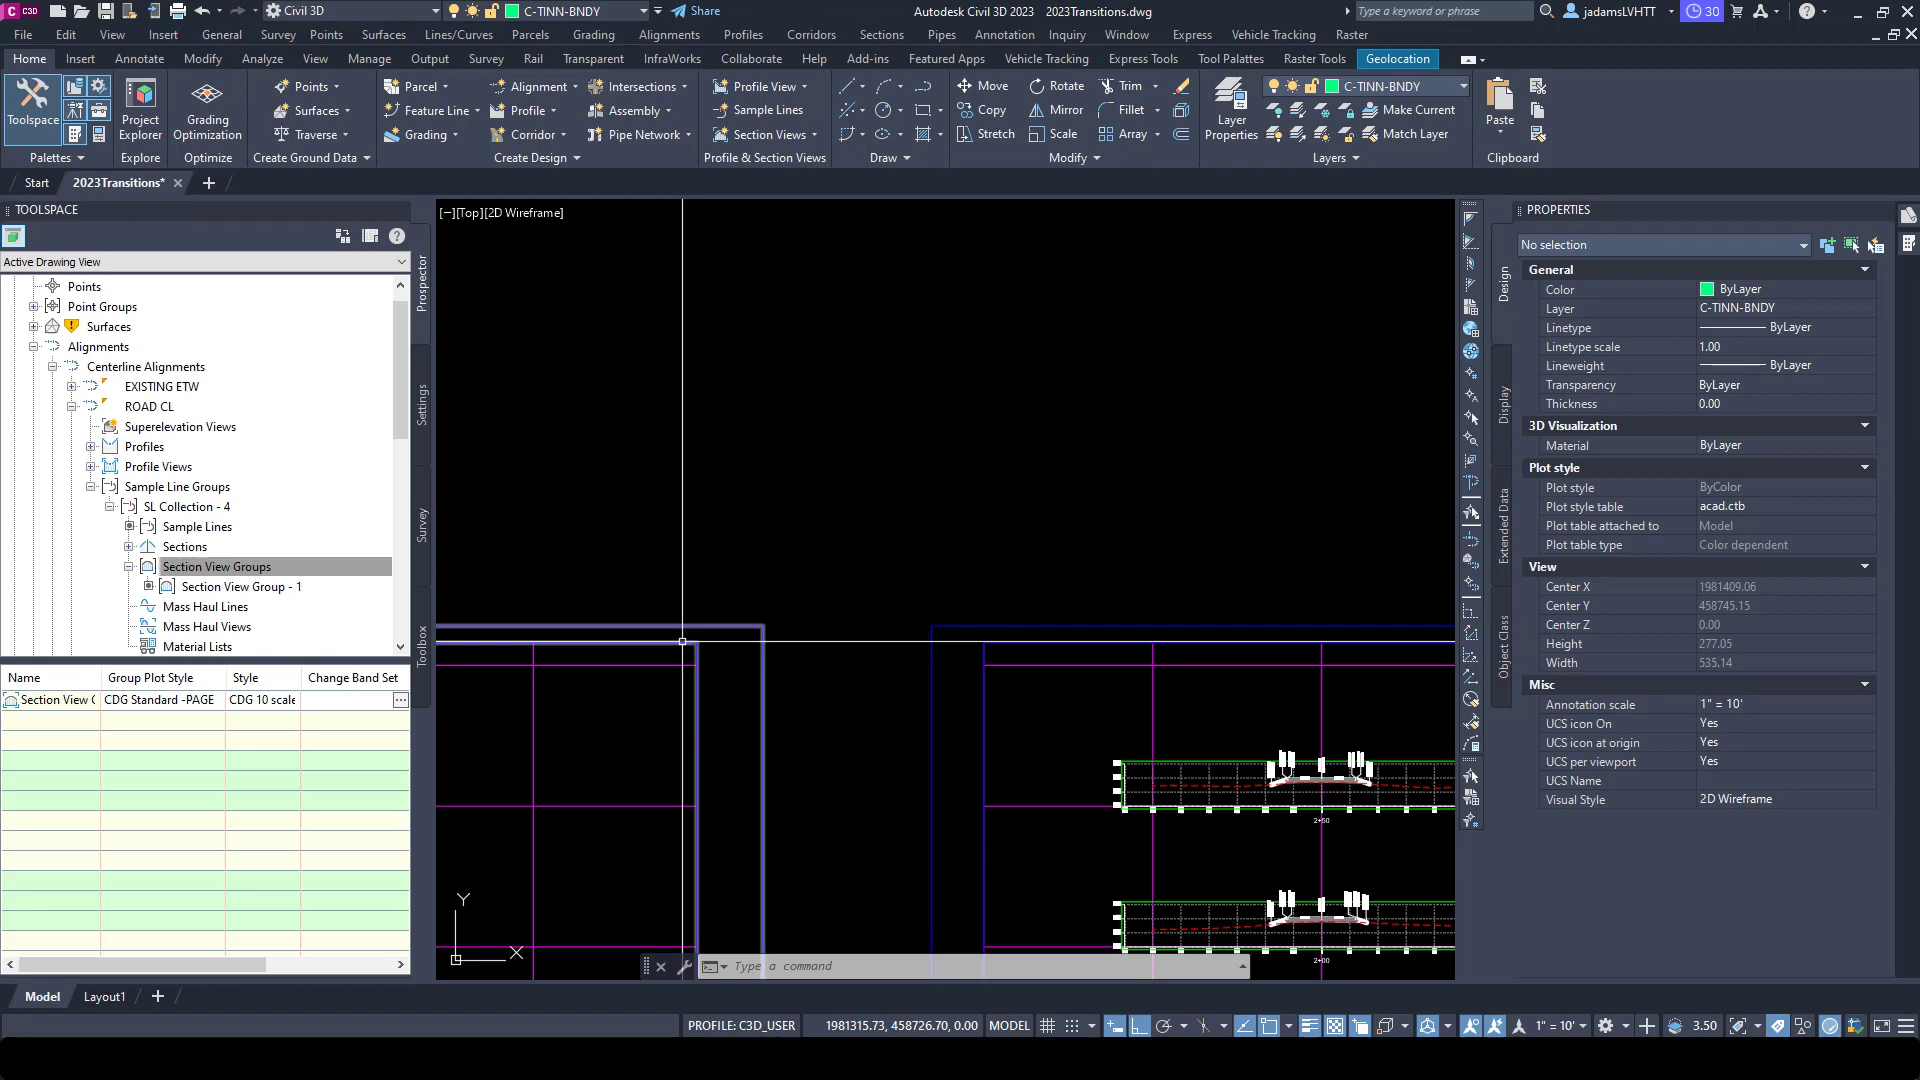 C C3D Civil 3D C-TINN-BNDY Share Autodesk Civil 3D 2023 2023Transitions.dwg Type a keyword or phrase jadamsLVHTT 30
File Edit View Insert General Survey Points Surfaces Lines/Curves Parcels Grading Alignments Profiles Corridors Sections Pipes Annotation Inquiry Window Express Vehicle Tracking Raster
Home Insert Annotate Modify Analyze View Manage Output Survey Rail Transparent InfraWorks Collaborate Help Add-ins Featured Apps Vehicle Tracking Express Tools Tool Palettes Raster Tools Geolocation
Points Parcel Alignment Intersections Profile View Move Rotate Trim C-TINN-BNDY
Toolspace Project Explorer Grading Optimization Surfaces Feature Line Profile Assembly Sample Lines Copy Mirror Fillet Layer Properties Make Current Paste
Traverse Grading Corridor Pipe Network Section Views Stretch Scale Array Match Layer
Palettes Explore Optimize Create Ground Data Create Design Profile & Section Views Draw Modify Layers Clipboard
Start 2023Transitions*
TOOLSPACE
Active Drawing View
Points
Point Groups
Surfaces
Alignments
Centerline Alignments
EXISTING ETW
ROAD CL
Superelevation Views
Profiles
Profile Views
Sample Line Groups
SL Collection - 4
Sample Lines
Sections
Section View Groups
Section View Group - 1
Mass Haul Lines
Mass Haul Views
Material Lists
Name Group Plot Style Style Change Band Set
Section View G CDG Standard -PAGE CDG 10 scale ...
Prospector
Settings
Survey
Toolbox
[−][Top][2D Wireframe]
2+50
2+00
Y
X
Type a command
Design
Display
Extended Data
Object Class
PROPERTIES
No selection
General
Color ByLayer
Layer C-TINN-BNDY
Linetype ByLayer
Linetype scale 1.00
Lineweight ByLayer
Transparency ByLayer
Thickness 0.00
3D Visualization
Material ByLayer
Plot style
Plot style ByColor
Plot style table acad.ctb
Plot table attached to Model
Plot table type Color dependent
View
Center X 1981409.06
Center Y 458745.15
Center Z 0.00
Height 277.05
Width 535.14
Misc
Annotation scale 1" = 10'
UCS icon On Yes
UCS icon at origin Yes
UCS per viewport Yes
UCS Name
Visual Style 2D Wireframe
Model Layout1
PROFILE: C3D_USER 1981315.73, 458726.70, 0.00 MODEL 1" = 10' 3.50